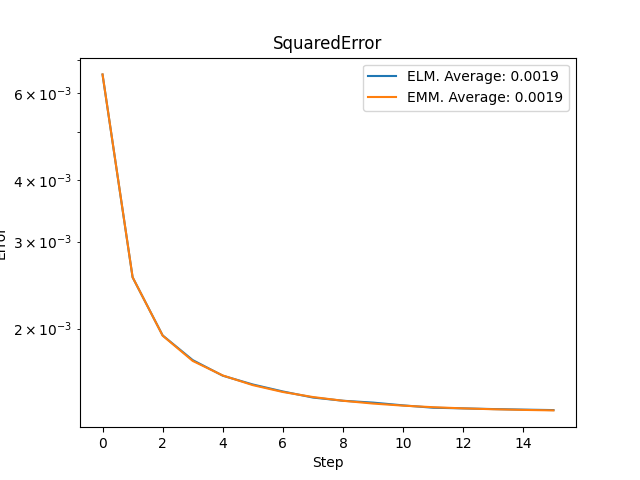 SquaredError
ELM. Average: 0.0019
EMM. Average: 0.0019
6 × 10⁻³
4 × 10⁻³
3 × 10⁻³
2 × 10⁻³
Error
0 2 4 6 8 10 12 14
Step